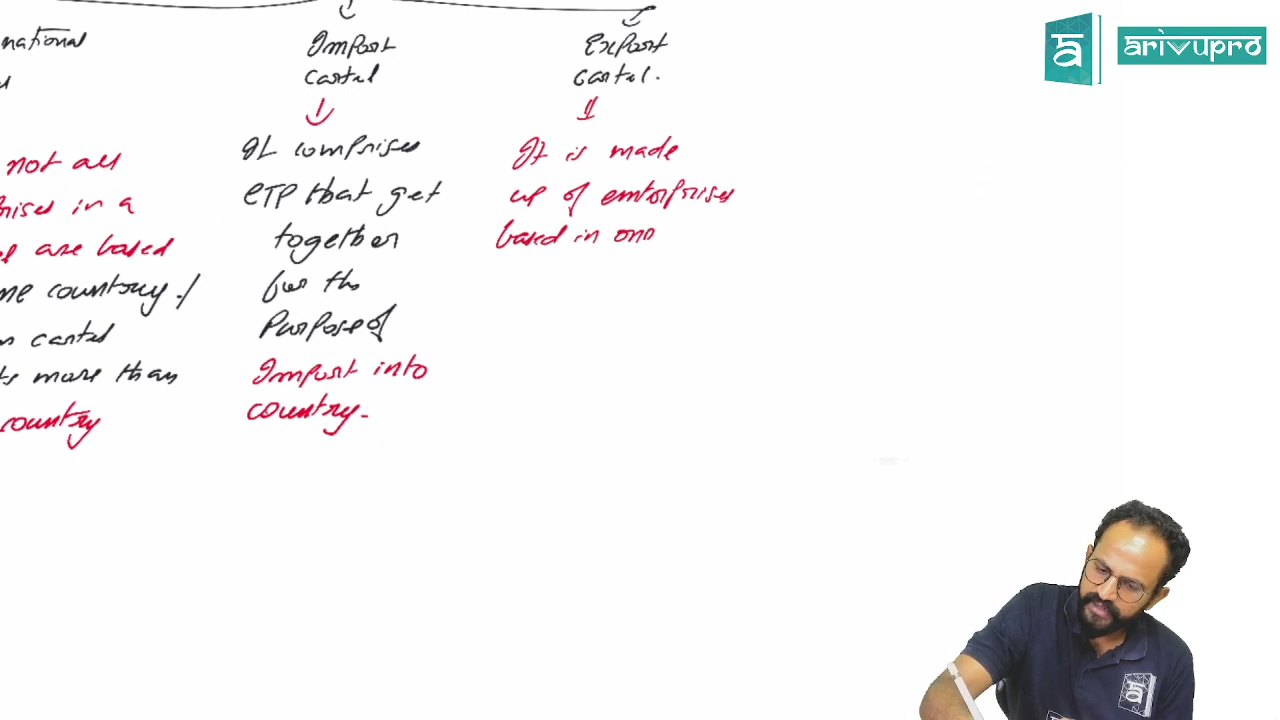 national
Import
cartel
Export
cartel.
not all
rises in a
are based
me country./
n cartel
ts more than
country
It comprises
ETP that get
together
for the
Purpose of
Import into
country.
It is made
up of enterprises
based in one
arivupro